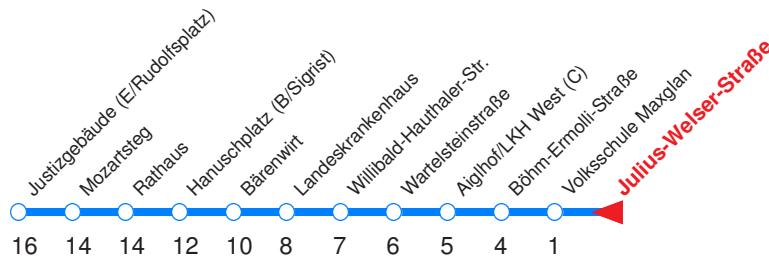 Justizgebäude (E/Rudolfsplatz)
Mozartsteg
Rathaus
Hanuschplatz (B/Sigrist)
Bärenwirt
Landeskrankenhaus
Willibald-Hauthaler-Str.
Wartelsteinstraße
Aiglhof/LKH West (C)
Böhm-Ermolli-Straße
Volksschule Maxglan
Julius-Welser-Straße
16 14 14 12 10 8 7 6 5 4 1